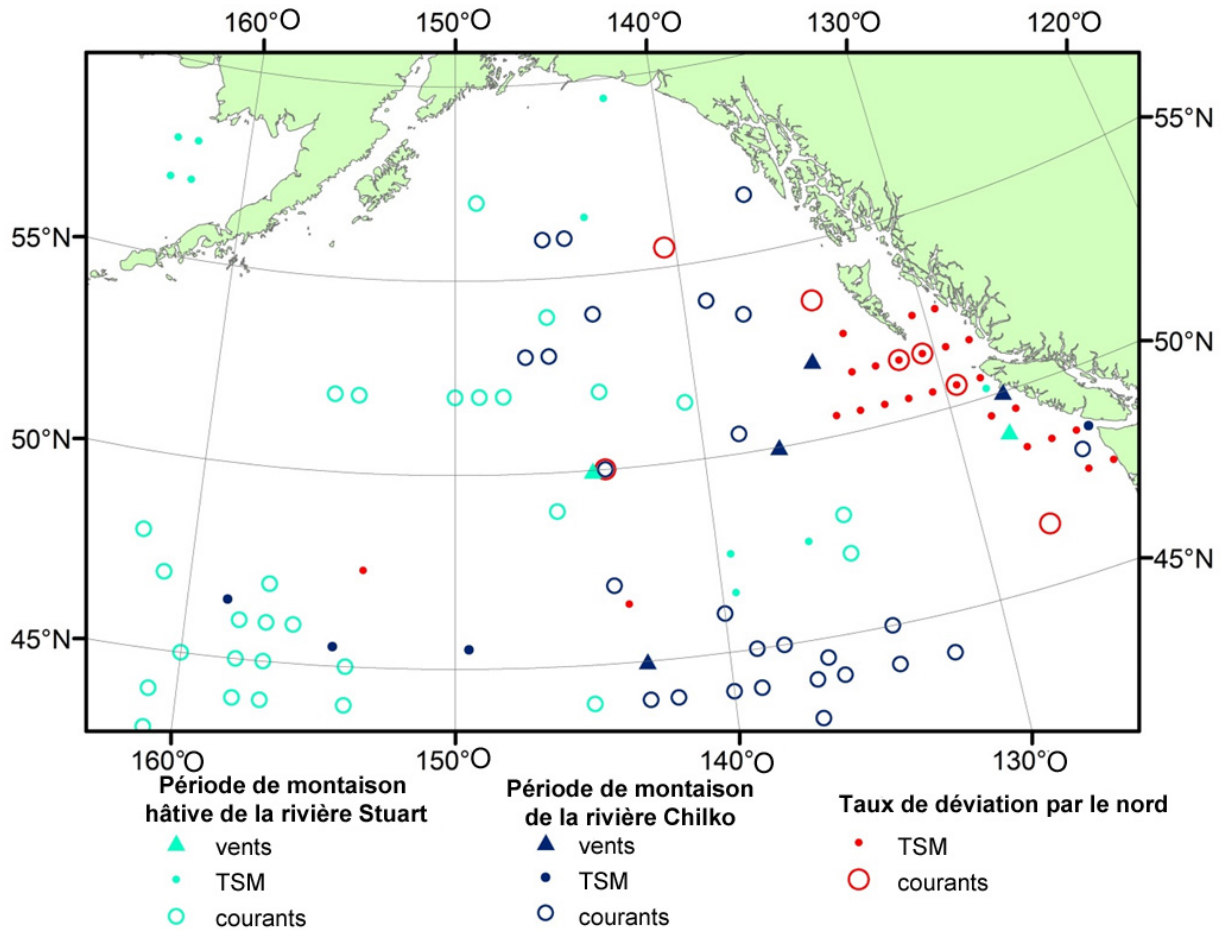 160°O 150°O 140°O 130°O 120°O
55°N
55°N
50°N
50°N
45°N
45°N
160°O 150°O 140°O 130°O
Période de montaison
hâtive de la rivière Stuart
vents
TSM
courants
Période de montaison
de la rivière Chilko
vents
TSM
courants
Taux de déviation par le nord
TSM
courants